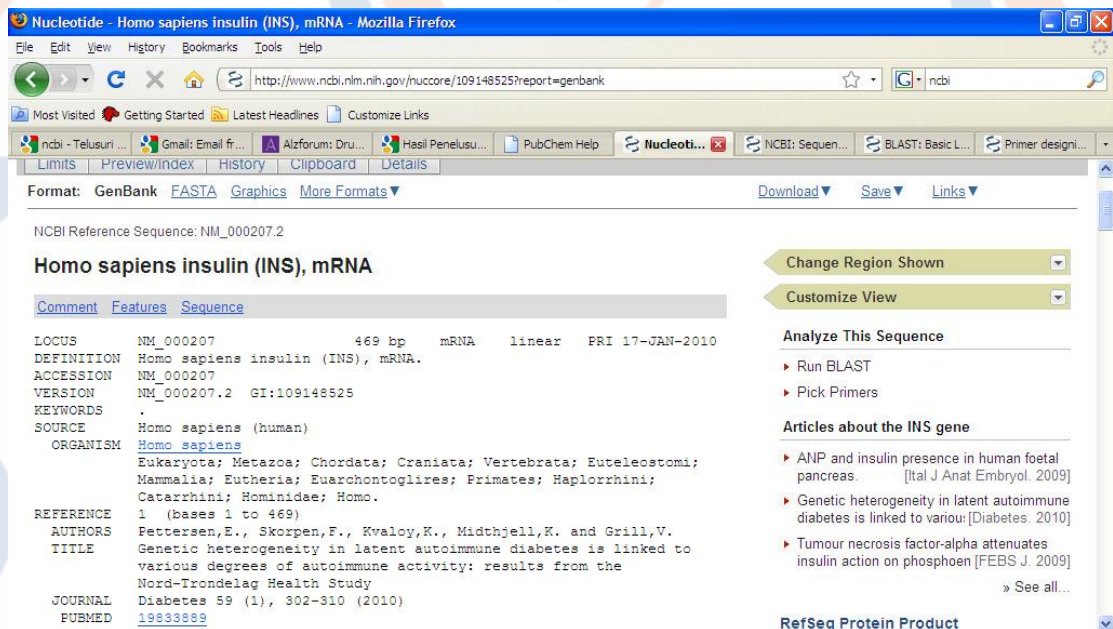 Nucleotide - Homo sapiens insulin (INS), mRNA - Mozilla Firefox
File Edit View History Bookmarks Tools Help
http://www.ncbi.nlm.nih.gov/nuccore/109148525?report=genbank
G ncbi
Most Visited Getting Started Latest Headlines Customize Links
ncbi - Telusuri ... Gmail: Email fr... A Alzforum: Dru... Hasil Penelusu... PubChem Help Nucleoti... NCBI: Sequen... BLAST: Basic L... Primer designi...
Limits Preview/Index History Clipboard Details
Format: GenBank FASTA Graphics More Formats▼ Download▼ Save▼ Links▼
NCBI Reference Sequence: NM_000207.2
Homo sapiens insulin (INS), mRNA
Comment Features Sequence
LOCUS NM_000207 469 bp mRNA linear PRI 17-JAN-2010
DEFINITION Homo sapiens insulin (INS), mRNA.
ACCESSION NM_000207
VERSION NM_000207.2 GI:109148525
KEYWORDS .
SOURCE Homo sapiens (human)
ORGANISM Homo sapiens
Eukaryota; Metazoa; Chordata; Craniata; Vertebrata; Euteleostomi;
Mammalia; Eutheria; Euarchontoglires; Primates; Haplorrhini;
Catarrhini; Hominidae; Homo.
REFERENCE 1 (bases 1 to 469)
AUTHORS Pettersen,E., Skorpen,F., Kvaloy,K., Midthjell,K. and Grill,V.
TITLE Genetic heterogeneity in latent autoimmune diabetes is linked to
various degrees of autoimmune activity: results from the
Nord-Trondelag Health Study
JOURNAL Diabetes 59 (1), 302-310 (2010)
PUBMED 19833889
Change Region Shown
Customize View
Analyze This Sequence
Run BLAST
Pick Primers
Articles about the INS gene
ANP and insulin presence in human foetal
pancreas. [Ital J Anat Embryol. 2009]
Genetic heterogeneity in latent autoimmune
diabetes is linked to variou: [Diabetes. 2010]
Tumour necrosis factor-alpha attenuates
insulin action on phosphoen [FEBS J. 2009]
» See all...
RefSeq Protein Product